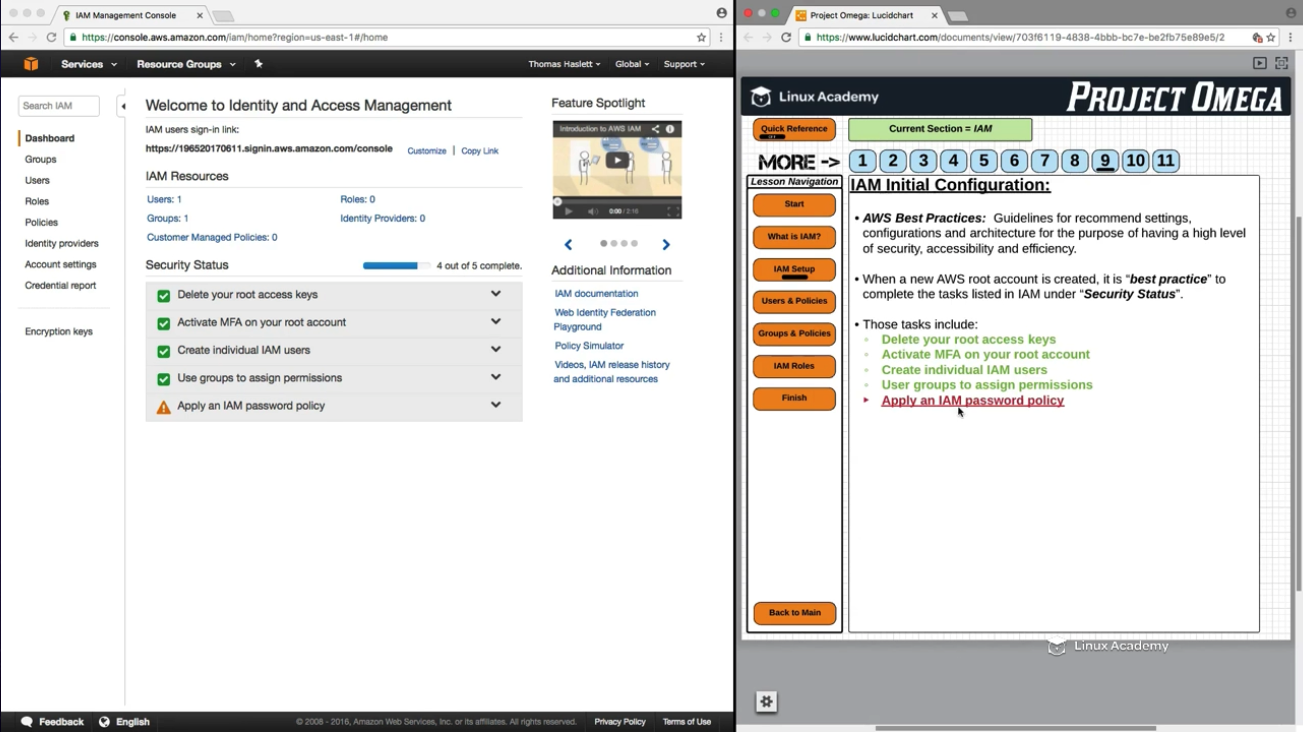 IAM Management Console
https://console.aws.amazon.com/iam/home?region=us-east-1#/home
Services
Resource Groups
Thomas Haslett
Global
Support
Search IAM
Dashboard
Groups
Users
Roles
Policies
Identity providers
Account settings
Credential report
Encryption keys
Welcome to Identity and Access Management
IAM users sign-in link:
https://196520170611.signin.aws.amazon.com/console
Customize | Copy Link
IAM Resources
Users: 1
Roles: 0
Groups: 1
Identity Providers: 0
Customer Managed Policies: 0
Security Status
4 out of 5 complete.
Delete your root access keys
Activate MFA on your root account
Create individual IAM users
Use groups to assign permissions
Apply an IAM password policy
Feature Spotlight
Introduction to AWS IAM
0:00 / 2:16
Additional Information
IAM documentation
Web Identity Federation
Playground
Policy Simulator
Videos, IAM release history
and additional resources
Feedback
English
© 2008 - 2016, Amazon Web Services, Inc. or its affiliates. All rights reserved.
Privacy Policy
Terms of Use
Project Omega: Lucidchart
https://www.lucidchart.com/documents/view/703f6119-4838-4bbb-bc7e-be2fb75e89e5/2
Linux Academy
PROJECT OMEGA
Quick Reference
Current Section = IAM
MORE ->
1 2 3 4 5 6 7 8 9 10 11
Lesson Navigation
Start
What is IAM?
IAM Setup
Users & Policies
Groups & Policies
IAM Roles
Finish
Back to Main
IAM Initial Configuration:
• AWS Best Practices: Guidelines for recommend settings,
configurations and architecture for the purpose of having a high level
of security, accessibility and efficiency.
• When a new AWS root account is created, it is “best practice” to
complete the tasks listed in IAM under “Security Status”.
• Those tasks include:
Delete your root access keys
Activate MFA on your root account
Create individual IAM users
User groups to assign permissions
Apply an IAM password policy
Linux Academy